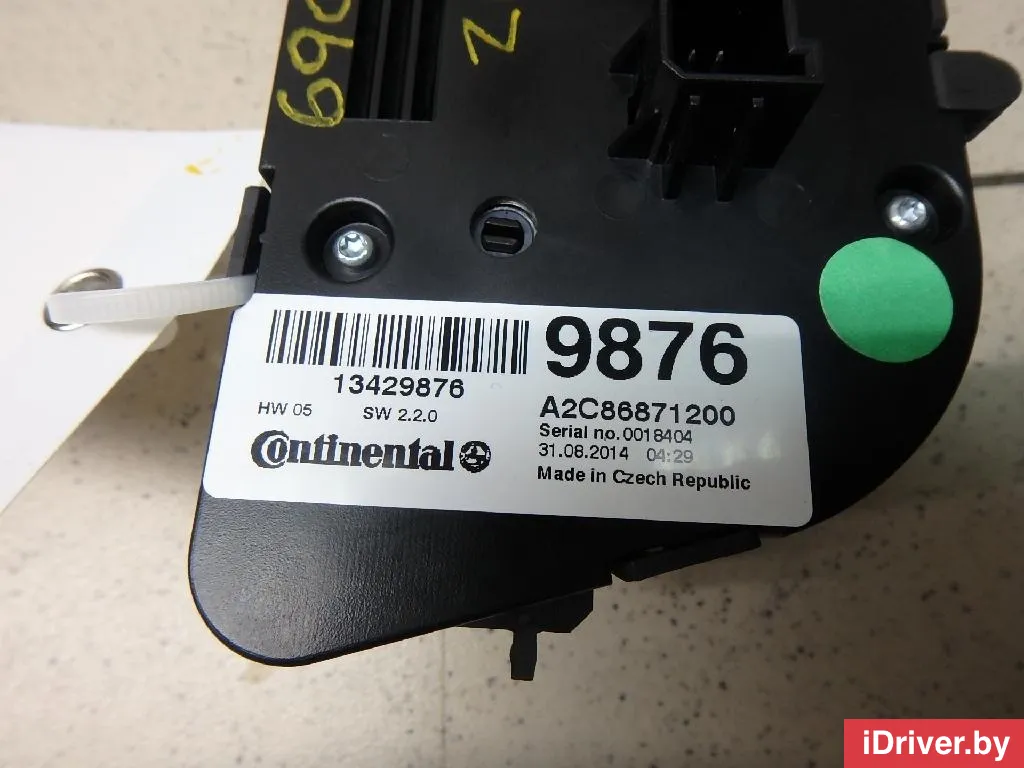 690
Z
13429876
9876
HW 05 SW 2.2.0
A2C86871200
Serial no.0018404
31.08.2014 04:29
Continental
Made in Czech Republic
iDriver.by